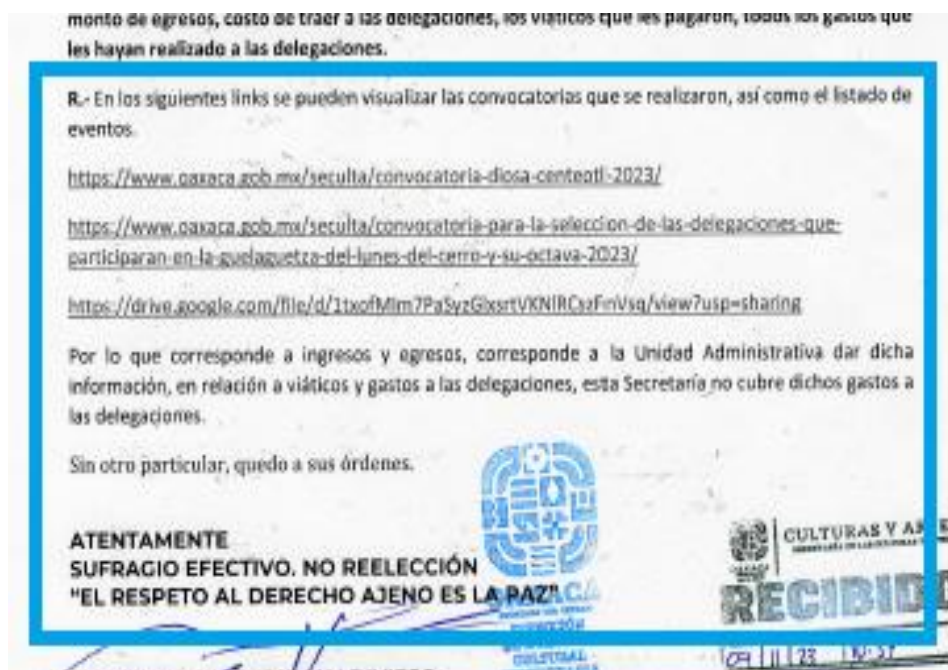 monto de egresos, costo de traer a las delegaciones, los viáticos que les pagaron, todos los gastos que
les hayan realizado a las delegaciones.
R.- En los siguientes links se pueden visualizar las convocatorias que se realizaron, así como el listado de
eventos.
https://www.oaxaca.gob.mx/seculta/convocatoria-diosa-centeotl-2023/
https://www.oaxaca.gob.mx/seculta/convocatoria-para-la-seleccion-de-las-delegaciones-que-
participaran-en-la-guelaguetza-del-lunes-del-cerro-y-su-octava-2023/
Por lo que corresponde a ingresos y egresos, corresponde a la Unidad Administrativa dar dicha
información, en relación a viáticos y gastos a las delegaciones, esta Secretaría no cubre dichos gastos a
las delegaciones.
Sin otro particular, quedo a sus órdenes.
ATENTAMENTE
SUFRAGIO EFECTIVO. NO REELECCIÓN
"EL RESPETO AL DERECHO AJENO ES LA PAZ"
CULTURAS Y
RECIBID
09 11 23